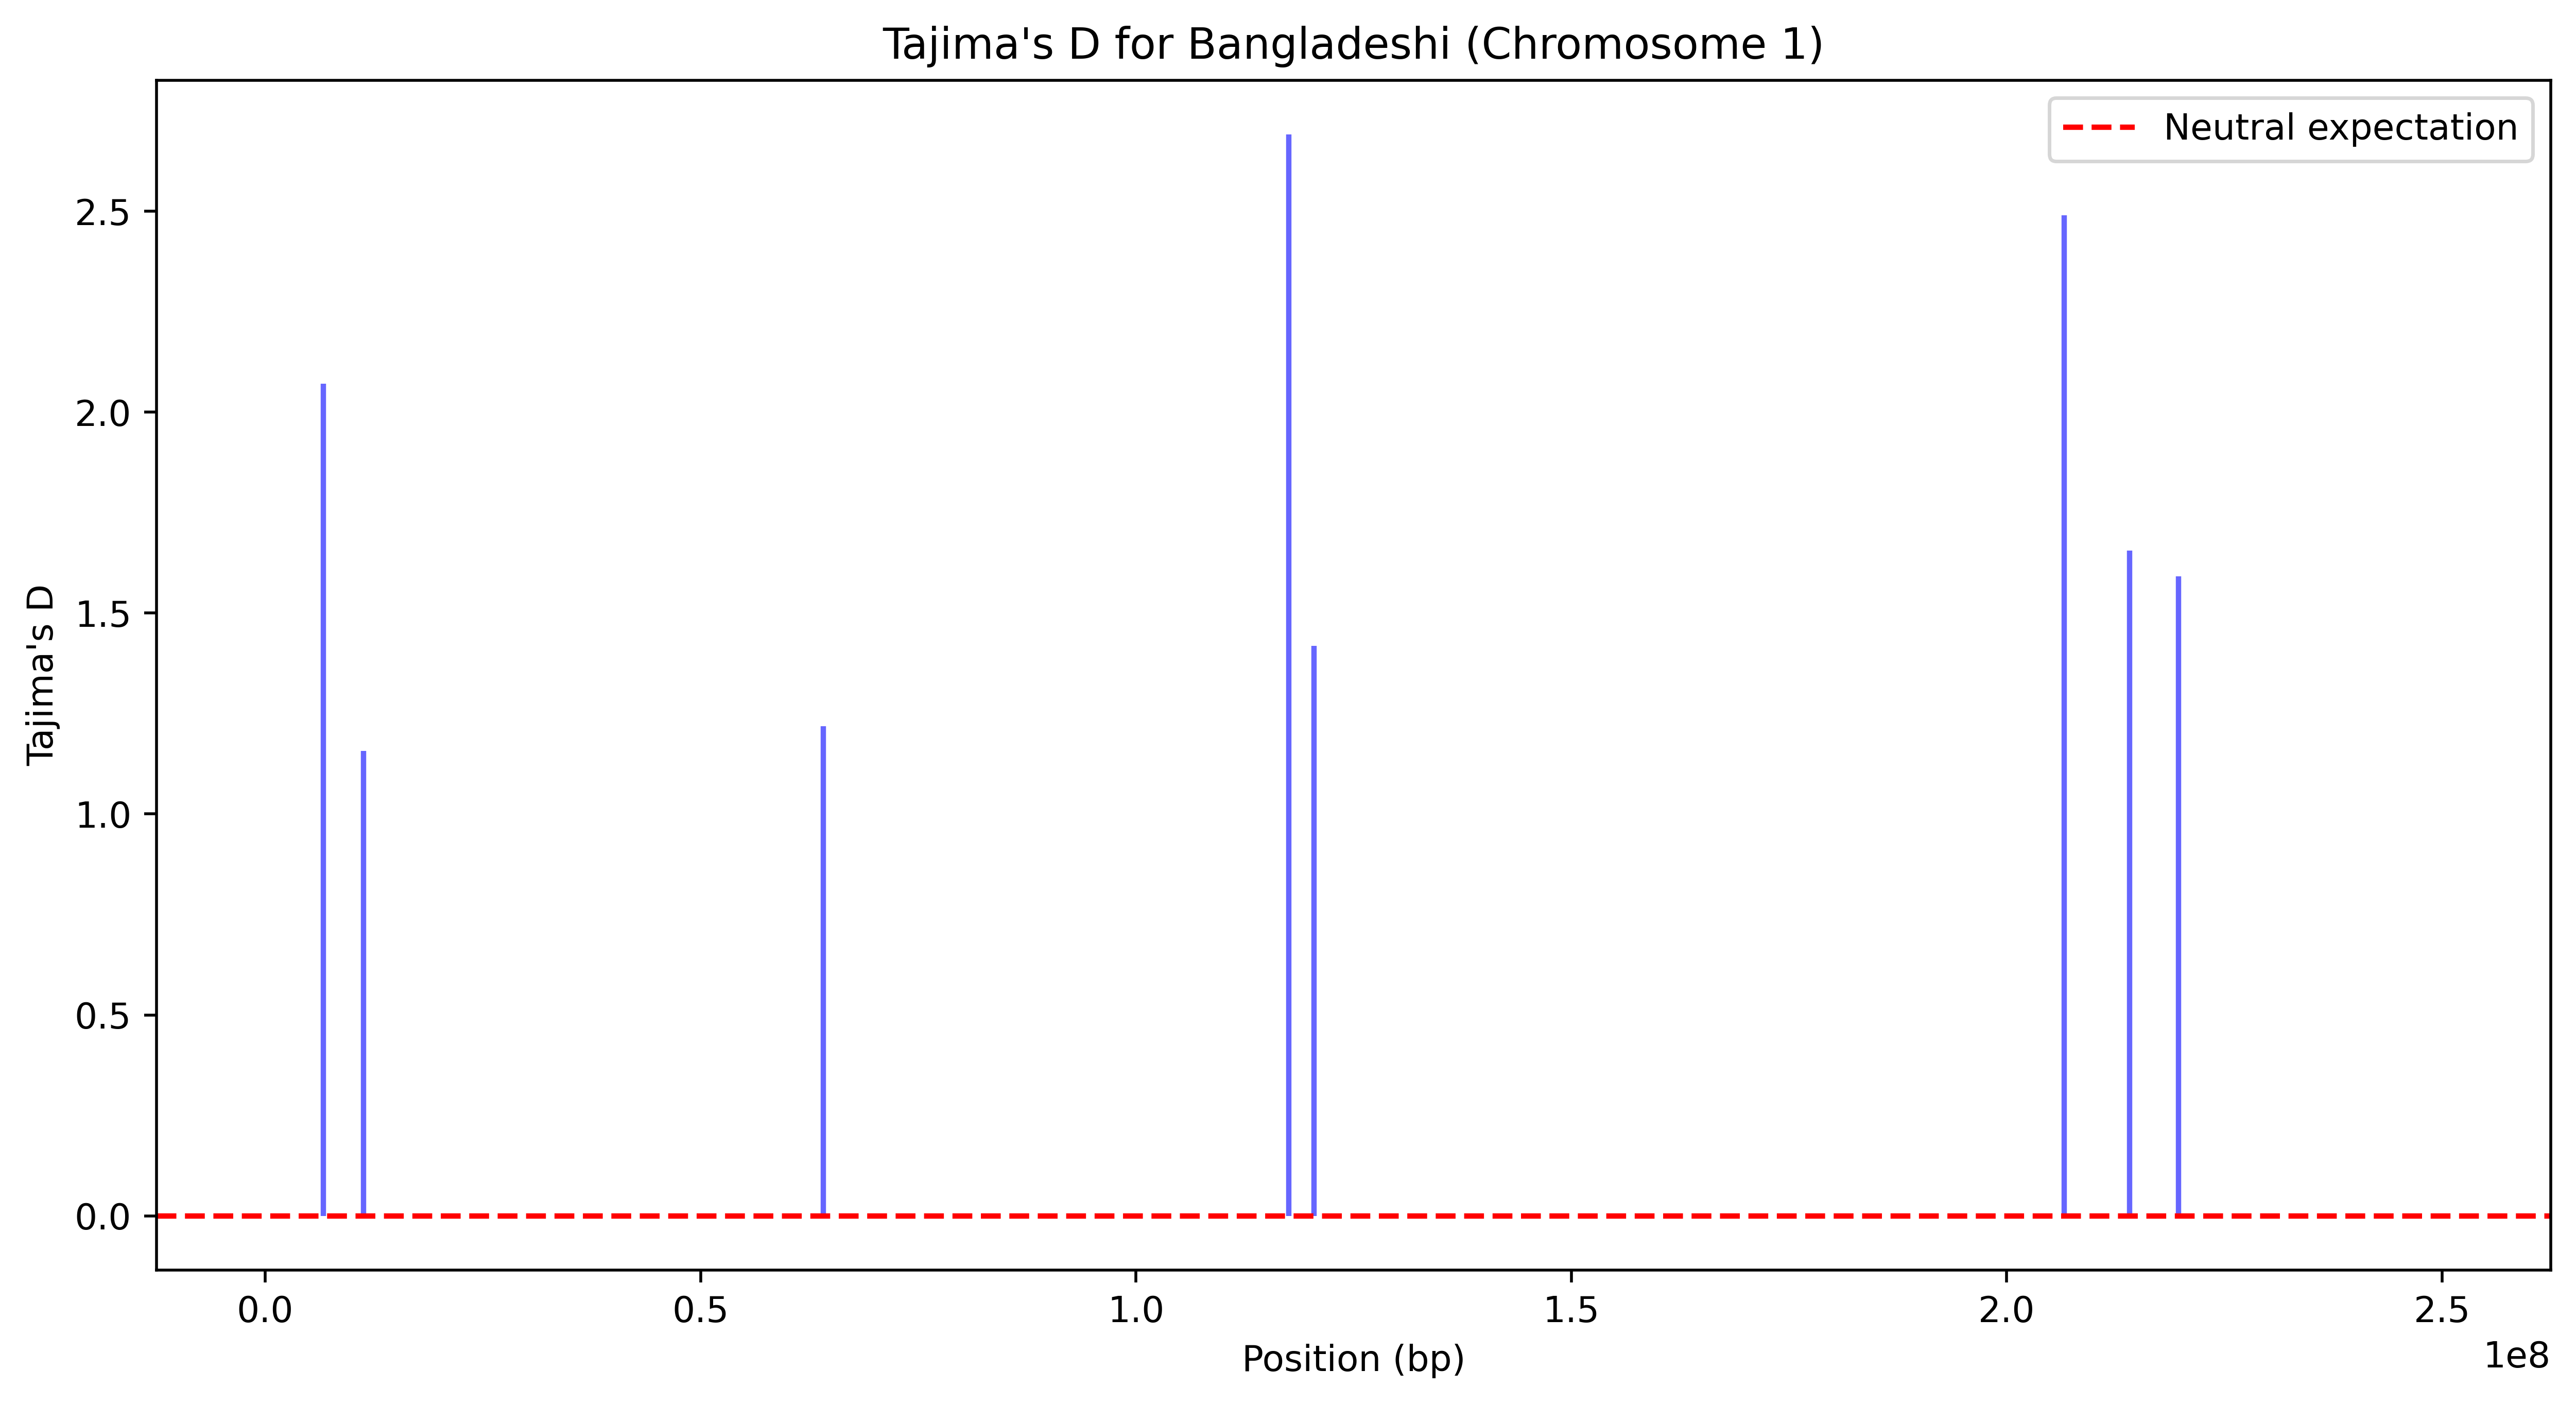 Tajima's D for Bangladeshi (Chromosome 1)
Neutral expectation
Tajima's D
2.5
2.0
1.5
1.0
0.5
0.0
0.0 0.5 1.0 1.5 2.0 2.5
1e8
Position (bp)